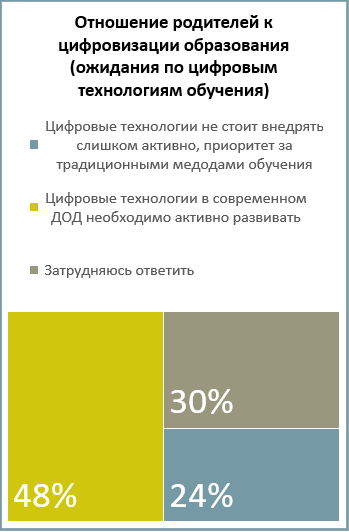 Отношение родителей к
цифровизации образования
(ожидания по цифровым
технологиям обучения)
Цифровые технологии не стоит внедрять
слишком активно, приоритет за
традиционными медодами обучения
Цифровые технологии в современном
ДОД необходимо активно развивать
Затрудняюсь ответить
30%
48%
24%